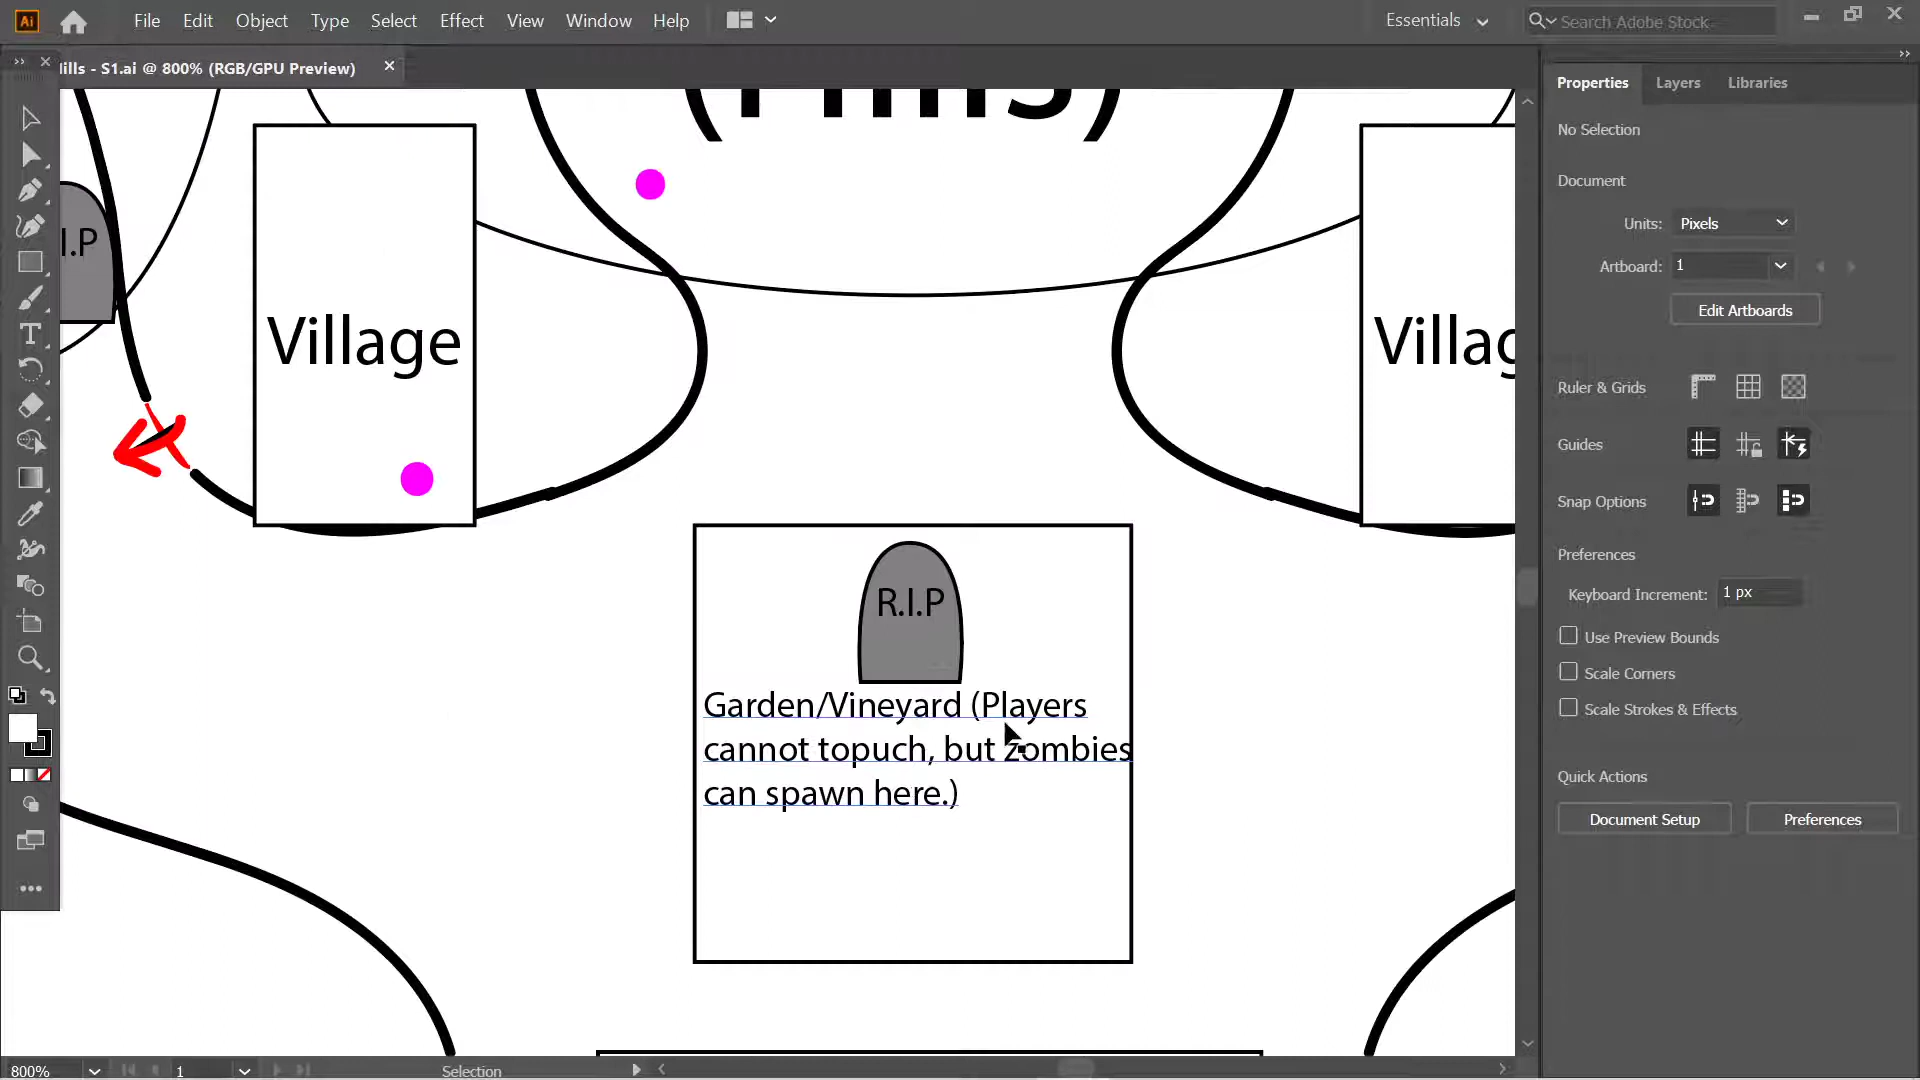 Ai
File Edit Object Type Select Effect View Window Help
Essentials
Search Adobe Stock
ills - S1.ai @ 800% (RGB/GPU Preview)
Properties Layers Libraries
No Selection
Document
Units: Pixels
Artboard: 1
Edit Artboards
Ruler & Grids
Guides
Snap Options
Preferences
Keyboard Increment: 1 px
Use Preview Bounds
Scale Corners
Scale Strokes & Effects
Quick Actions
Document Setup Preferences
I.P
Village
Villag
R.I.P
Garden/Vineyard (Players
cannot topuch, but zombies
can spawn here.)
800% 1 Selection